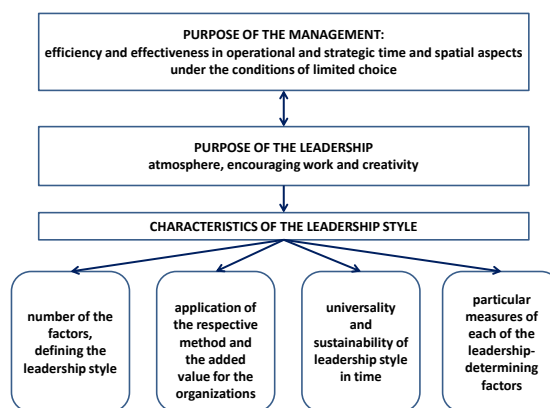 PURPOSE OF THE MANAGEMENT:
efficiency and effectiveness in operational and strategic time and spatial aspects
under the conditions of limited choice
PURPOSE OF THE LEADERSHIP
atmosphere, encouraging work and creativity
CHARACTERISTICS OF THE LEADERSHIP STYLE
number of the
factors,
defining the
leadership style
application of
the respective
method and
the added
value for the
organizations
universality
and
sustainability of
leadership style
in time
particular
measures of
each of the
leadership-
determining
factors